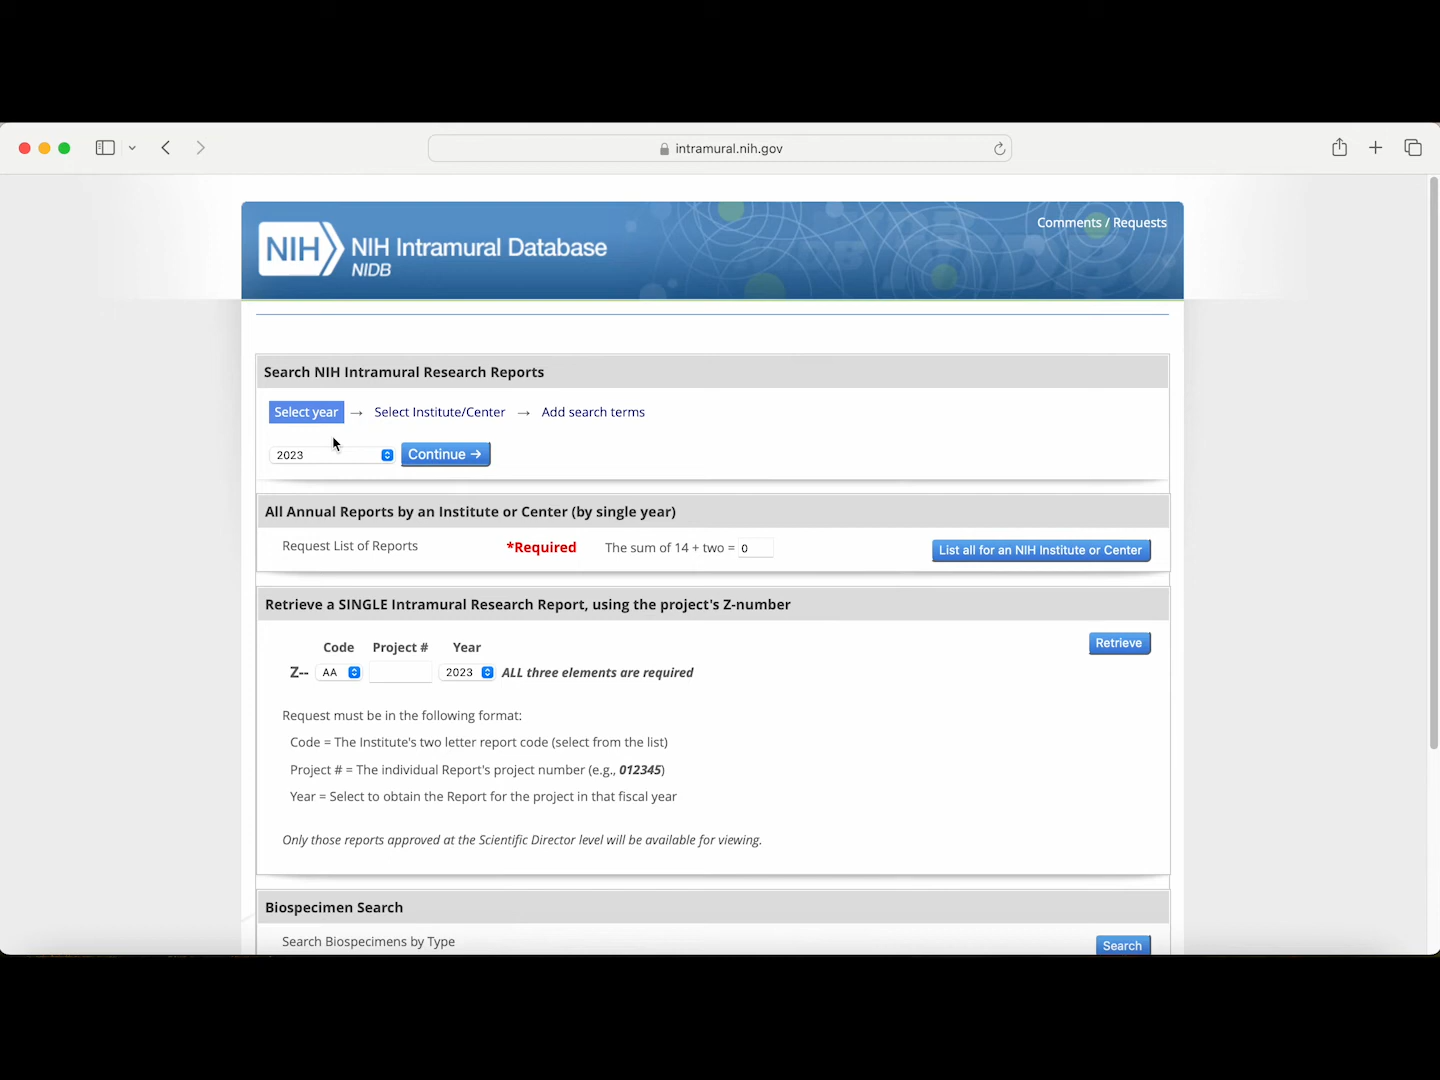 intramural.nih.gov
Comments / Requests
NIH NIH Intramural Database
NIDB
Search NIH Intramural Research Reports
Select year → Select Institute/Center → Add search terms
2023 Continue →
All Annual Reports by an Institute or Center (by single year)
Request List of Reports *Required The sum of 14 + two = 0 List all for an NIH Institute or Center
Retrieve a SINGLE Intramural Research Report, using the project's Z-number
Retrieve
Code Project # Year
Z-- AA 2023 ALL three elements are required
Request must be in the following format:
Code = The Institute's two letter report code (select from the list)
Project # = The individual Report's project number (e.g., 012345)
Year = Select to obtain the Report for the project in that fiscal year
Only those reports approved at the Scientific Director level will be available for viewing.
Biospecimen Search
Search Biospecimens by Type Search